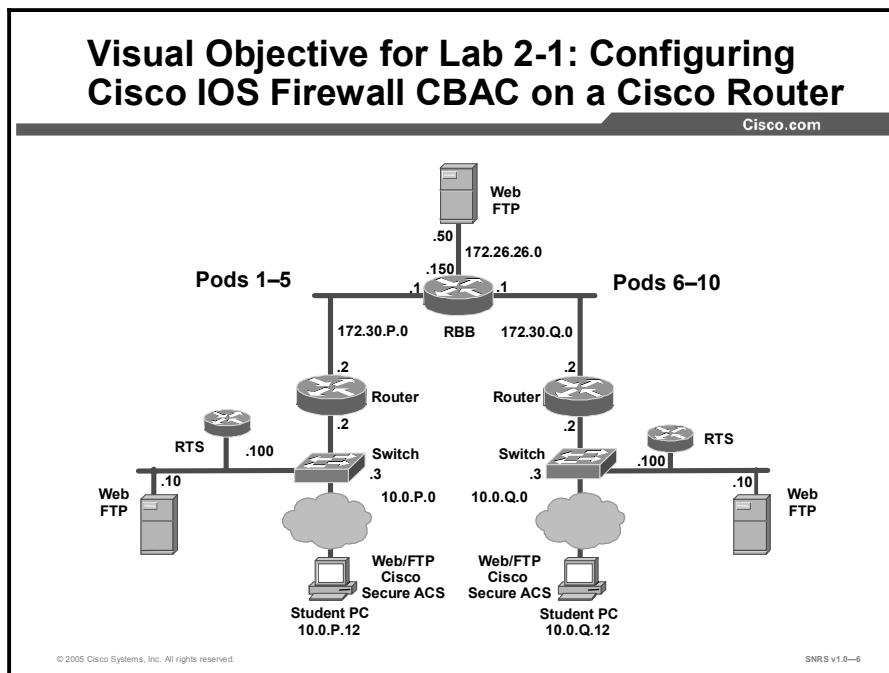 Visual Objective for Lab 2-1: Configuring
Cisco IOS Firewall CBAC on a Cisco Router
Cisco.com
Web
FTP
.50
172.26.26.0
.150
Pods 1–5
Pods 6–10
.1
.1
172.30.P.0
RBB
172.30.Q.0
.2
.2
Router
Router
.2
.2
RTS
RTS
.100
Switch
Switch
.100
.10
.3
.3
.10
10.0.P.0
10.0.Q.0
Web
FTP
Web
FTP
Web/FTP
Cisco
Secure ACS
Web/FTP
Cisco
Secure ACS
Student PC
10.0.P.12
Student PC
10.0.Q.12
© 2005 Cisco Systems, Inc. All rights reserved.
SNRS v1.0—6